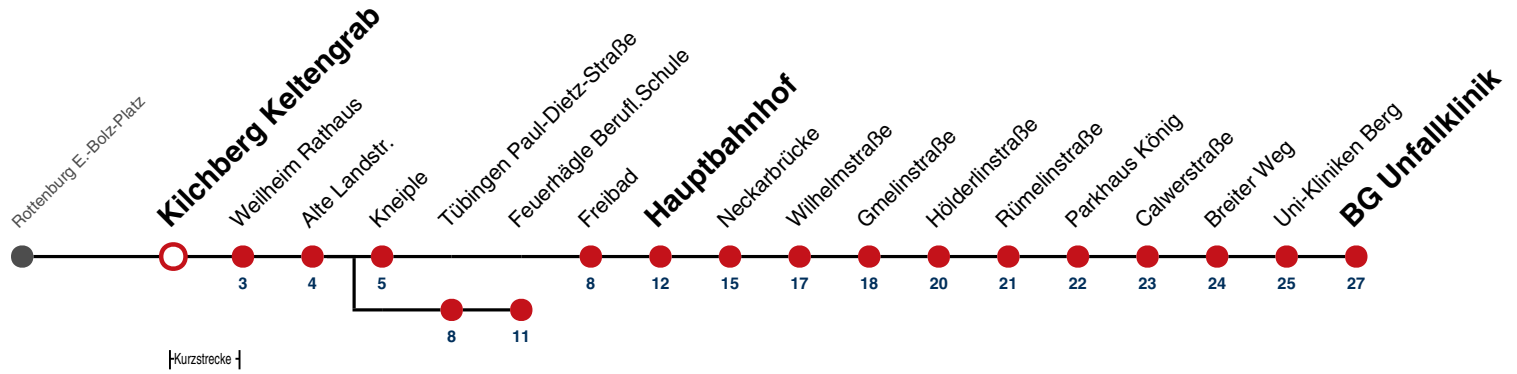 Rottenburg E.-Bolz-Platz
Kilchberg Keltengrab
Weilheim Rathaus
Alte Landstr.
Kneiple
Tübingen Paul-Dietz-Straße
Feuerhägle Berufl.Schule
Freibad
Hauptbahnhof
Neckarbrücke
Wilhelmstraße
Gmelinstraße
Hölderlinstraße
Rümelinstraße
Parkhaus König
Calwerstraße
Breiter Weg
Uni-Kliniken Berg
BG Unfallklinik
3 4 5 8 12 15 17 18 20 21 22 23 24 25 27
8 11
Kurzstrecke